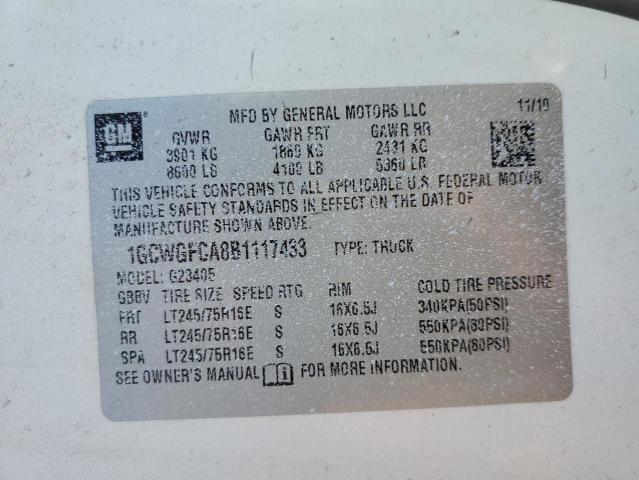 GM
MFD BY GENERAL MOTORS LLC 11/10
GVWR GAWR FRT GAWR RR
3901 KG 1860 KG 2431 KG
8600 LB 4100 LB 5360 LB
THIS VEHICLE CONFORMS TO ALL APPLICABLE U.S. FEDERAL MOTOR
VEHICLE SAFETY STANDARDS IN EFFECT ON THE DATE OF
MANUFACTURE SHOWN ABOVE.
1GCWGFCA8B1117433 TYPE: TRUCK
MODEL: G23405
GBBV TIRE SIZE SPEED RTG RIM COLD TIRE PRESSURE
FRT LT245/75R16E S 16X6.5J 340KPA(50PSI)
RR LT245/75R16E S 16X6.5J 550KPA(80PSI)
SPA LT245/75R16E S 16X6.5J 550KPA(80PSI)
SEE OWNER'S MANUAL FOR MORE INFORMATION.